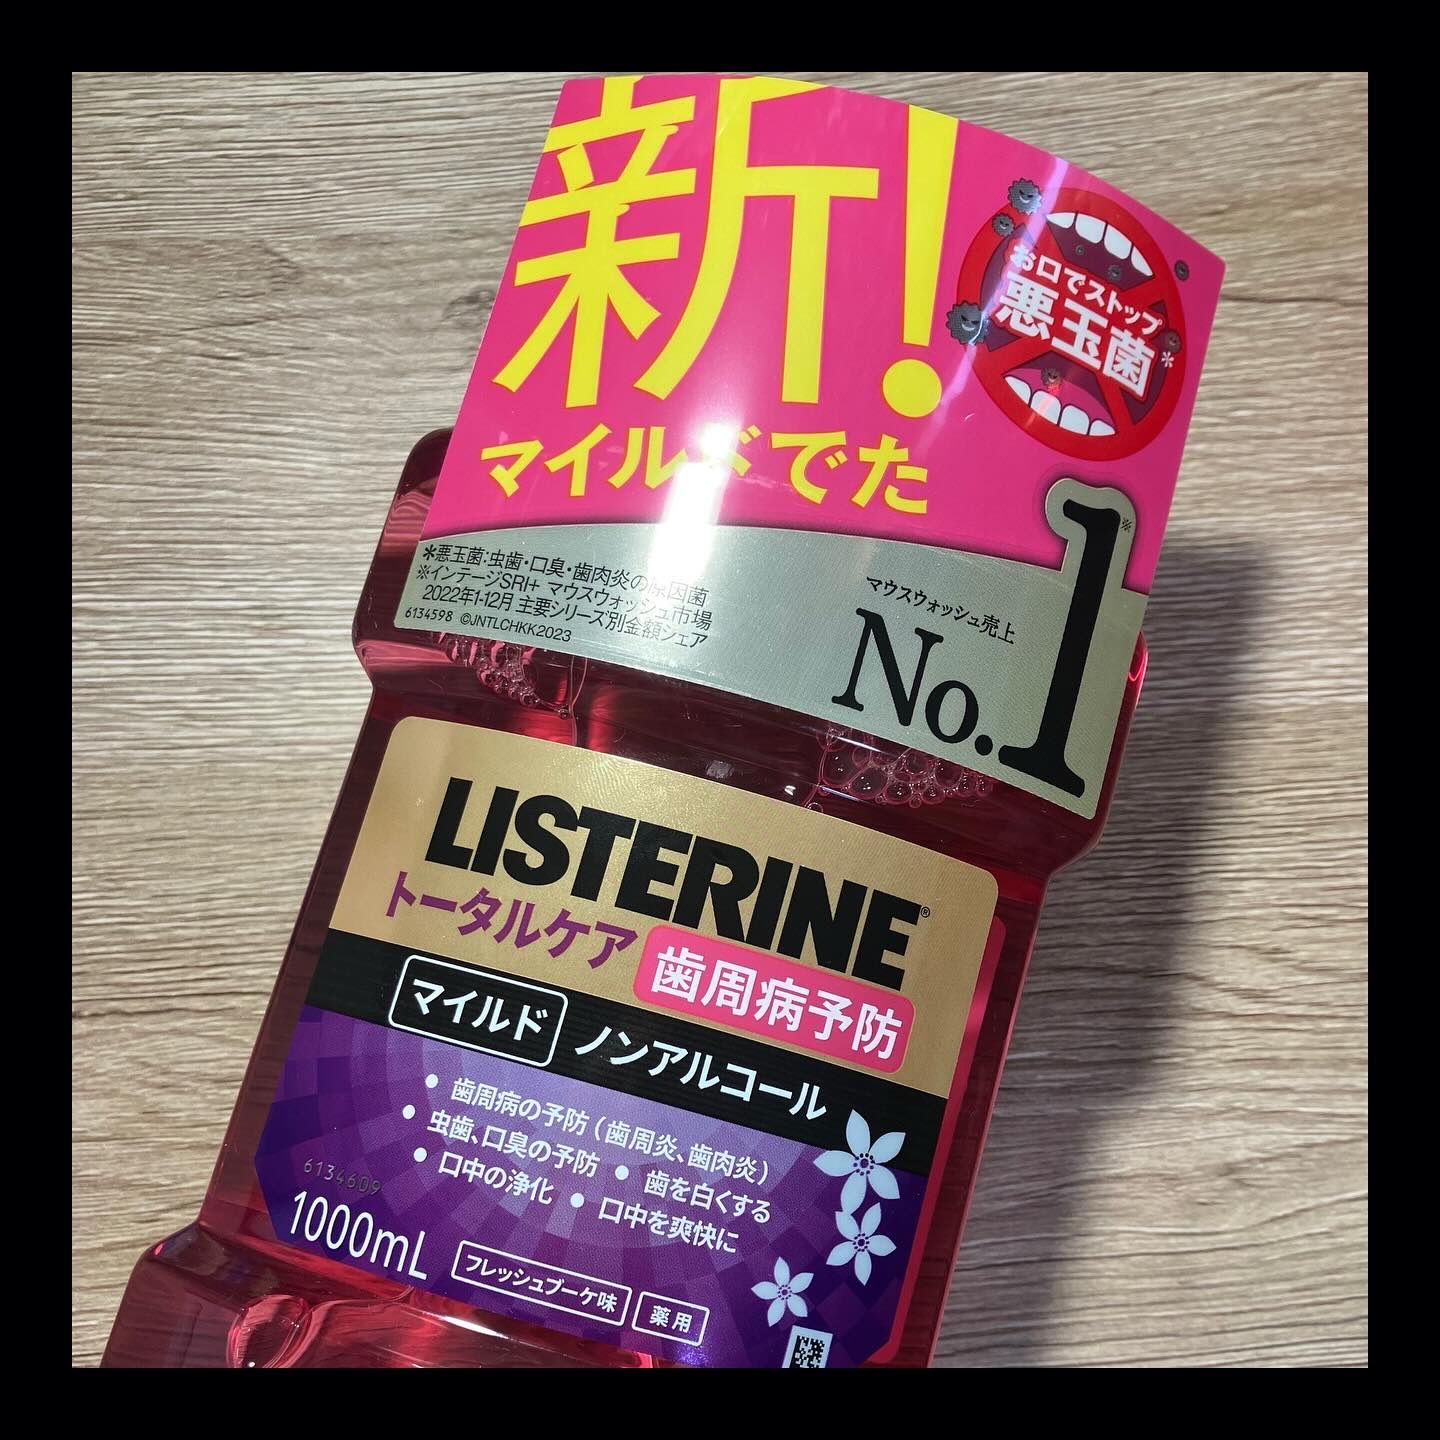 新!
マイルドでた
お口でストップ
悪玉菌*
*悪玉菌:虫歯・口臭・歯肉炎の原因菌
※インテージSRI+ マウスウォッシュ市場
2022年1-12月 主要シリーズ別金額シェア
6134598 ©JNTLCHKK2023
マウスウォッシュ売上
No.1※
LISTERINE®
トータルケア
歯周病予防
マイルド ノンアルコール
• 歯周病の予防(歯周炎、歯肉炎)
• 虫歯、口臭の予防 • 歯を白くする
• 口中の浄化 • 口中を爽快に
6134609
1000mL
フレッシュブーケ味 薬用